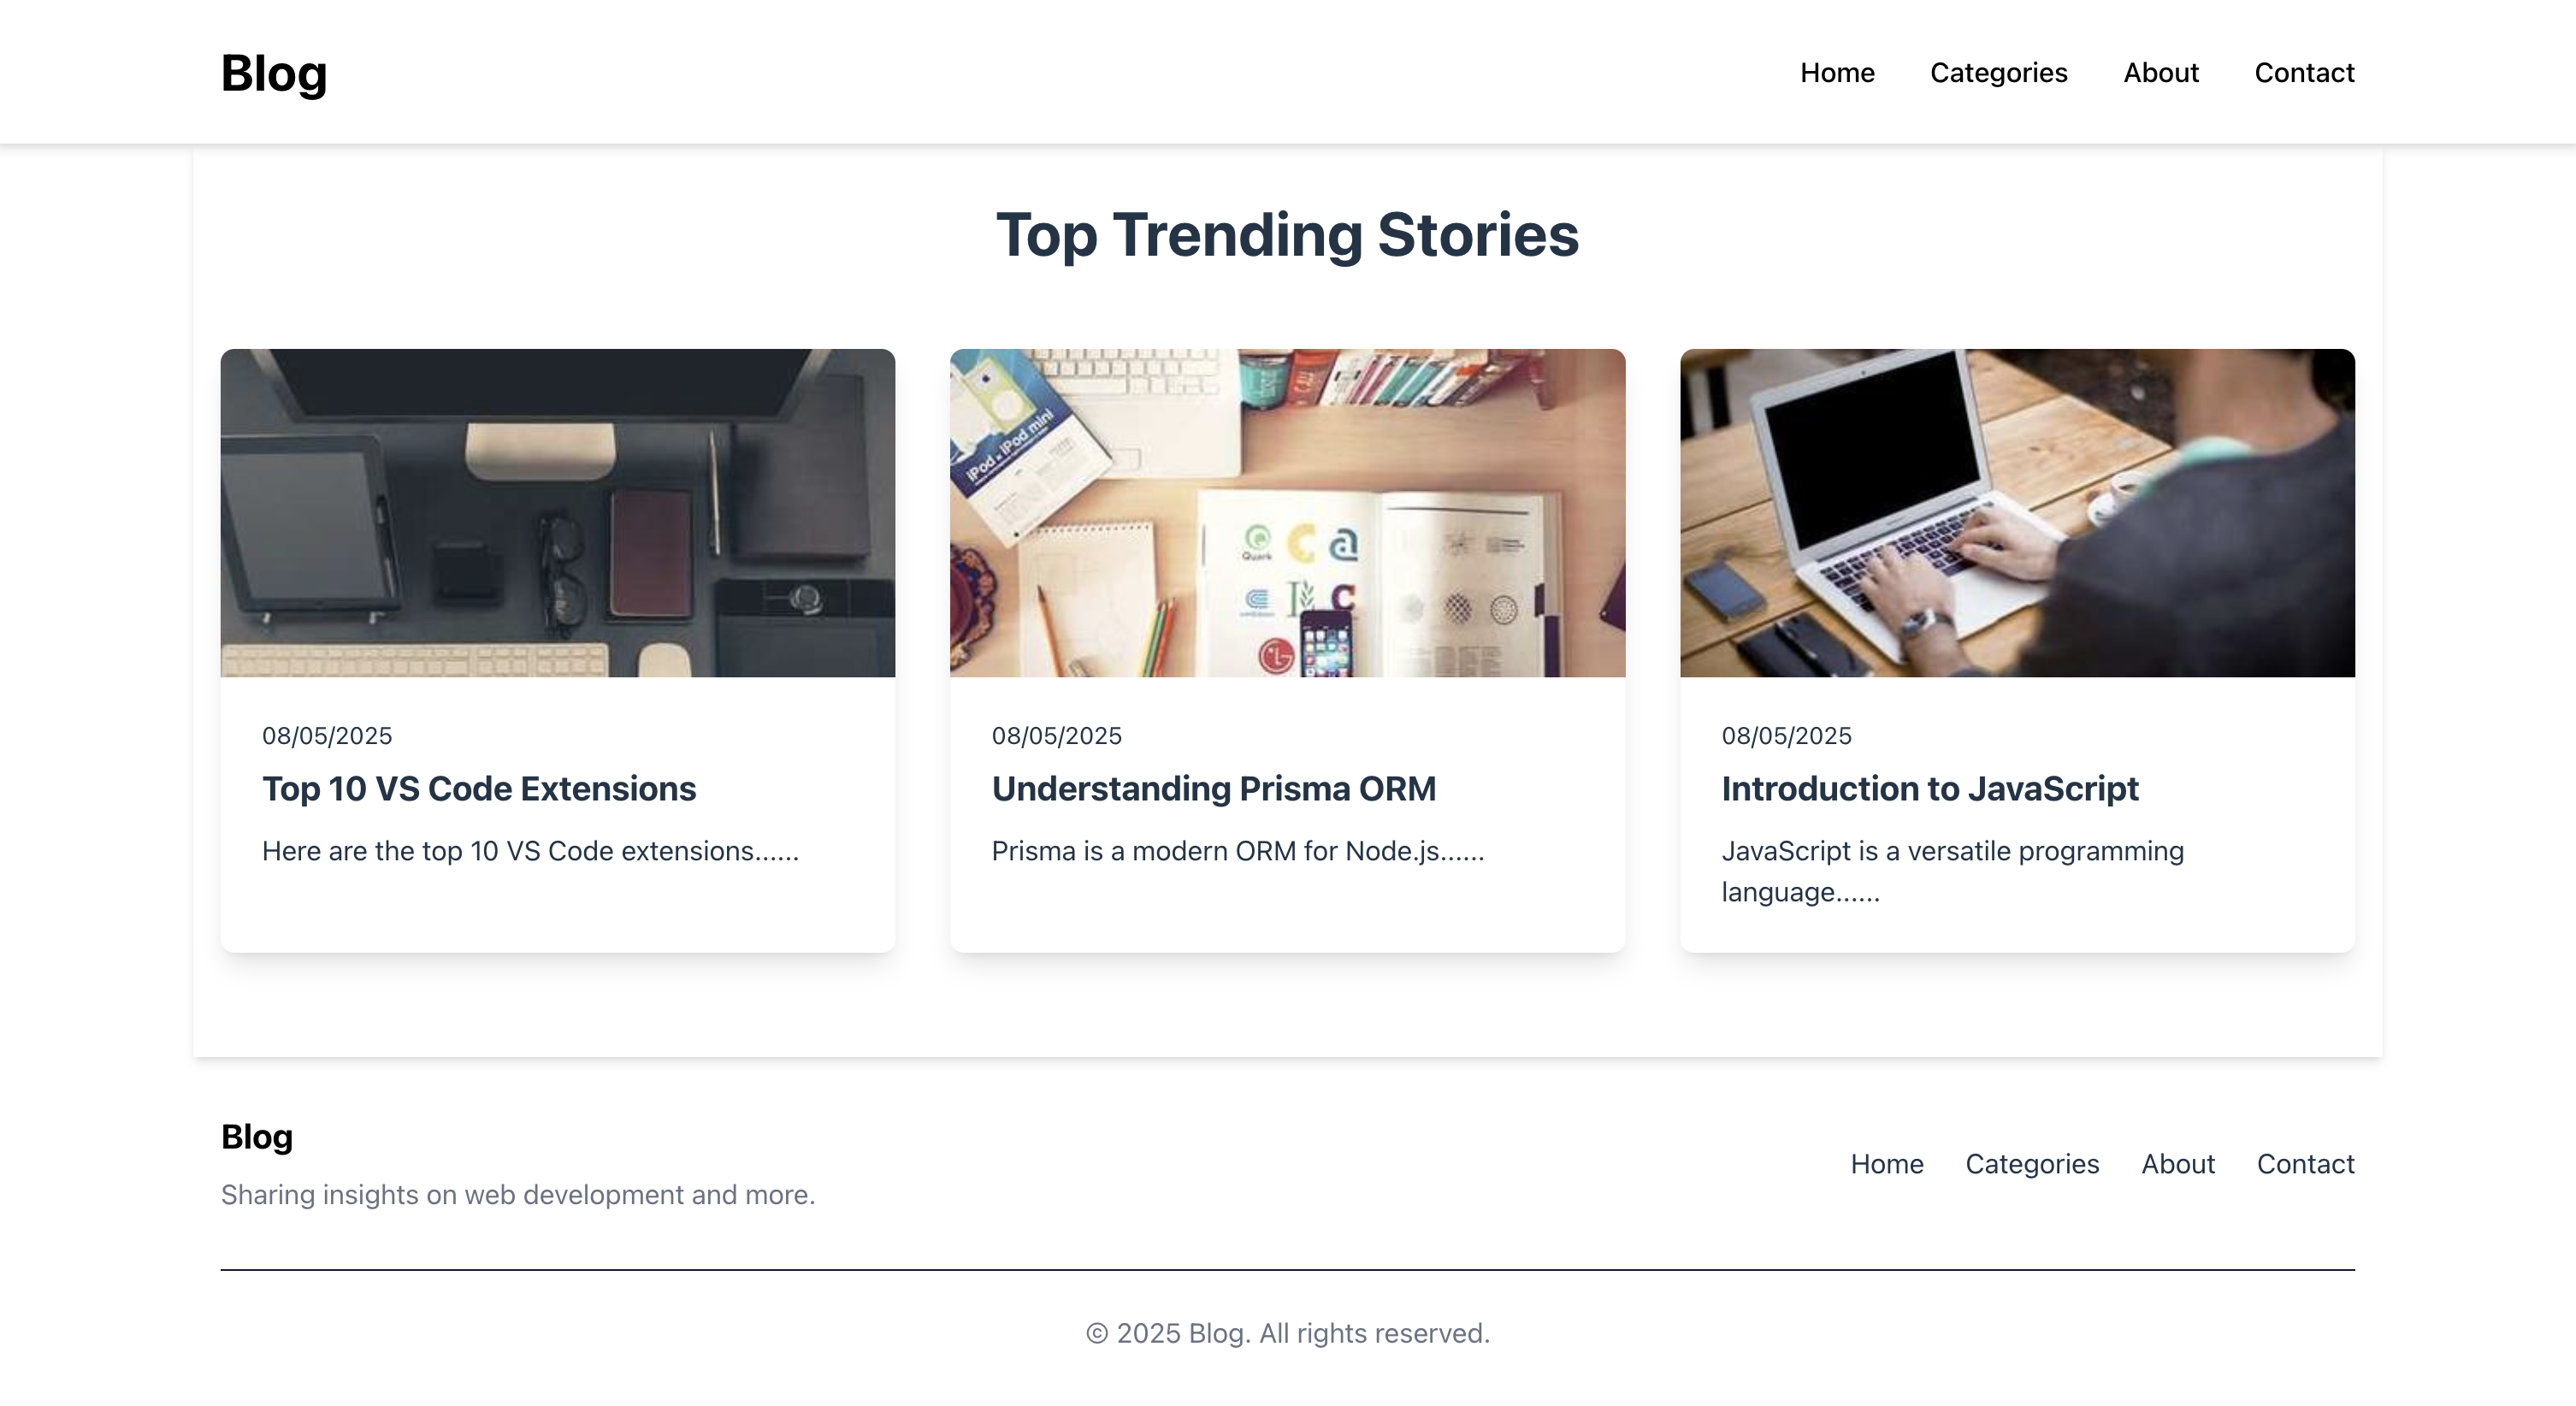 Blog
Home Categories About Contact
Top Trending Stories
iPod • iPod mini
Quark
08/05/2025
Top 10 VS Code Extensions
Here are the top 10 VS Code extensions......
08/05/2025
Understanding Prisma ORM
Prisma is a modern ORM for Node.js......
08/05/2025
Introduction to JavaScript
JavaScript is a versatile programming
language......
Blog
Sharing insights on web development and more.
Home Categories About Contact
© 2025 Blog. All rights reserved.